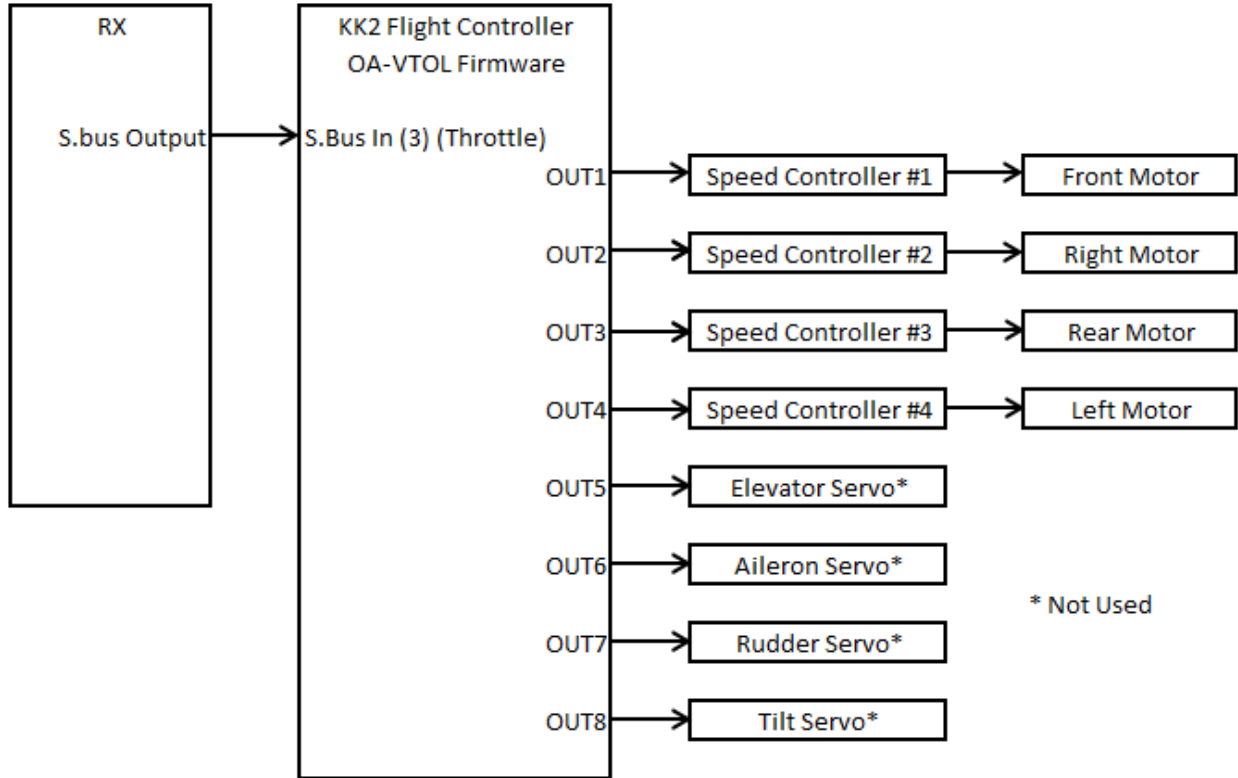 RX
KK2 Flight Controller
OA-VTOL Firmware
S.bus Output
S.Bus In (3) (Throttle)
OUT1
Speed Controller #1
Front Motor
OUT2
Speed Controller #2
Right Motor
OUT3
Speed Controller #3
Rear Motor
OUT4
Speed Controller #4
Left Motor
OUT5
Elevator Servo*
OUT6
Aileron Servo*
* Not Used
OUT7
Rudder Servo*
OUT8
Tilt Servo*